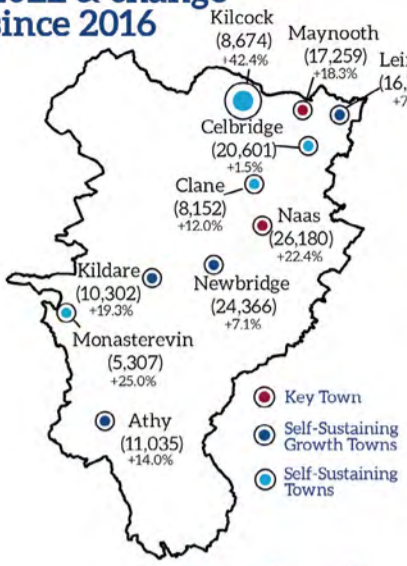 since 2016
Kilcock
(8,674)
+42.4%
Maynooth
(17,259)
+18.3%
Celbridge
(20,601)
+1.5%
Clane
(8,152)
+12.0%
Naas
(26,180)
+22.4%
Kildare
(10,302)
+19.3%
Newbridge
(24,366)
+7.1%
Monasterevin
(5,307)
+25.0%
Athy
(11,035)
+14.0%
Key Town
Self-Sustaining
Growth Towns
Self-Sustaining
Towns